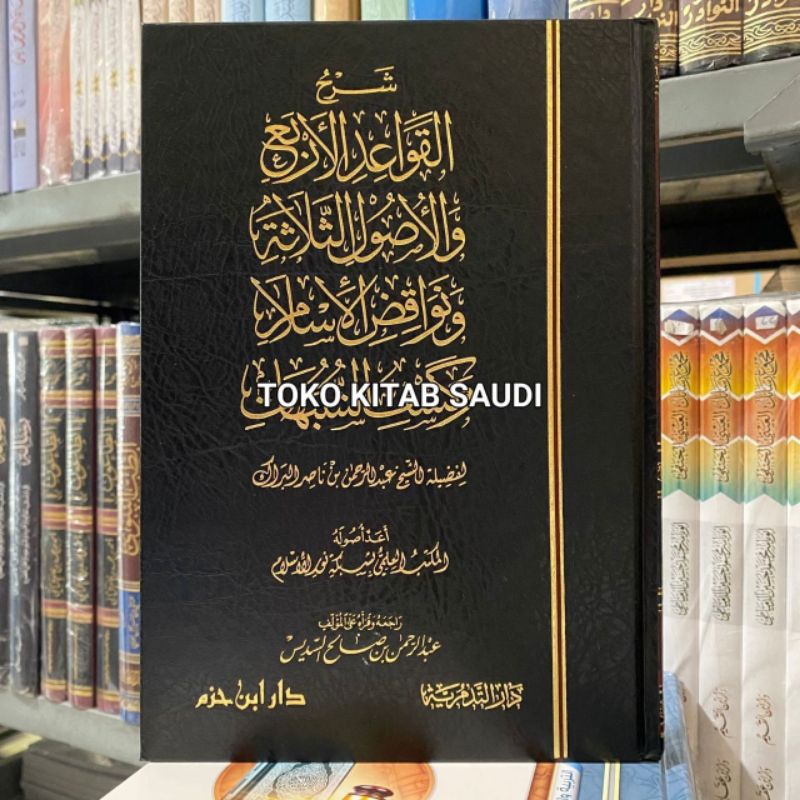 شرح
القواعد الأربع
والأصول الثلاثة
ونواقض الإسلام
وكشف الشبهات
TOKO KITAB SAUDI
لفضيلة الشيخ عبد الرحمن بن ناصر البراك
أعد أصوله
المكتب العلمي لشبكة نور الإسلام
راجعه وقرأه على المؤلف
عبد الرحمن بن صالح السديس
دار التدمرية
دار ابن حزم